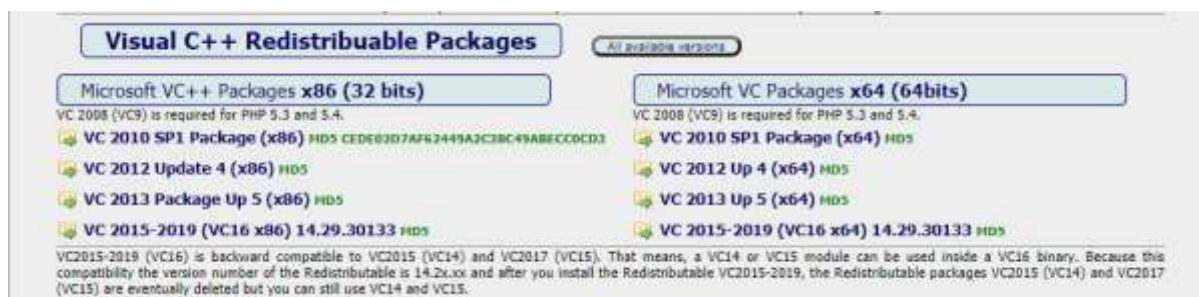 Visual C++ Redistribuable Packages
All available versions
Microsoft VC++ Packages x86 (32 bits)
VC 2008 (VC9) is required for PHP 5.3 and 5.4.
VC 2010 SP1 Package (x86) MD5 CEDE02D7AF62449A2C38C49ABECC0CD3
VC 2012 Update 4 (x86) MD5
VC 2013 Package Up 5 (x86) MD5
VC 2015-2019 (VC16 x86) 14.29.30133 MD5
Microsoft VC Packages x64 (64bits)
VC 2008 (VC9) is required for PHP 5.3 and 5.4.
VC 2010 SP1 Package (x64) MD5
VC 2012 Up 4 (x64) MD5
VC 2013 Up 5 (x64) MD5
VC 2015-2019 (VC16 x64) 14.29.30133 MD5
VC2015-2019 (VC16) is backward compatible to VC2015 (VC14) and VC2017 (VC15). That means, a VC14 or VC15 module can be used inside a VC16 binary. Because this
compatibility the version number of the Redistributable is 14.2x.xx and after you install the Redistributable VC2015-2019, the Redistributable packages VC2015 (VC14) and VC2017
(VC15) are eventually deleted but you can still use VC14 and VC15.